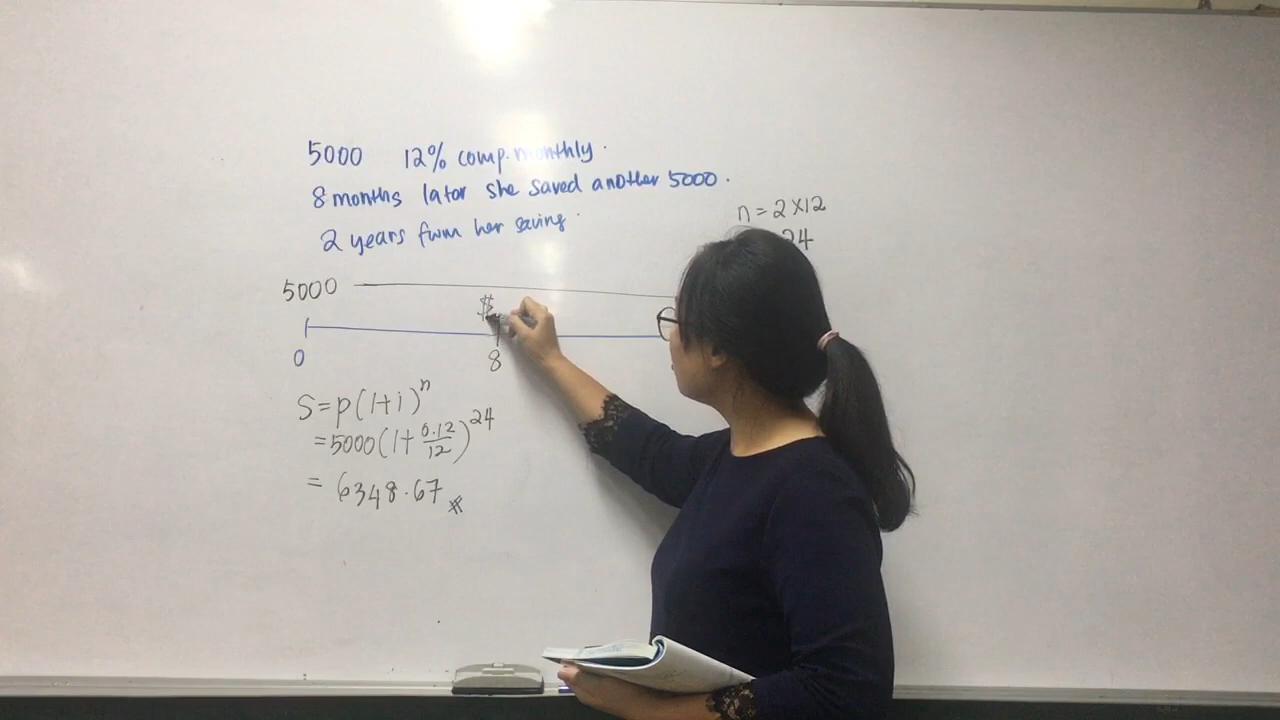 5000 12% comp. monthly.
8 months later she saved another 5000.
2 years from her saving.
n = 2 x 12
24
5000
0
8
S = p(1+i)^n
= 5000(1+ 0.12/12)^24
= 6348.67